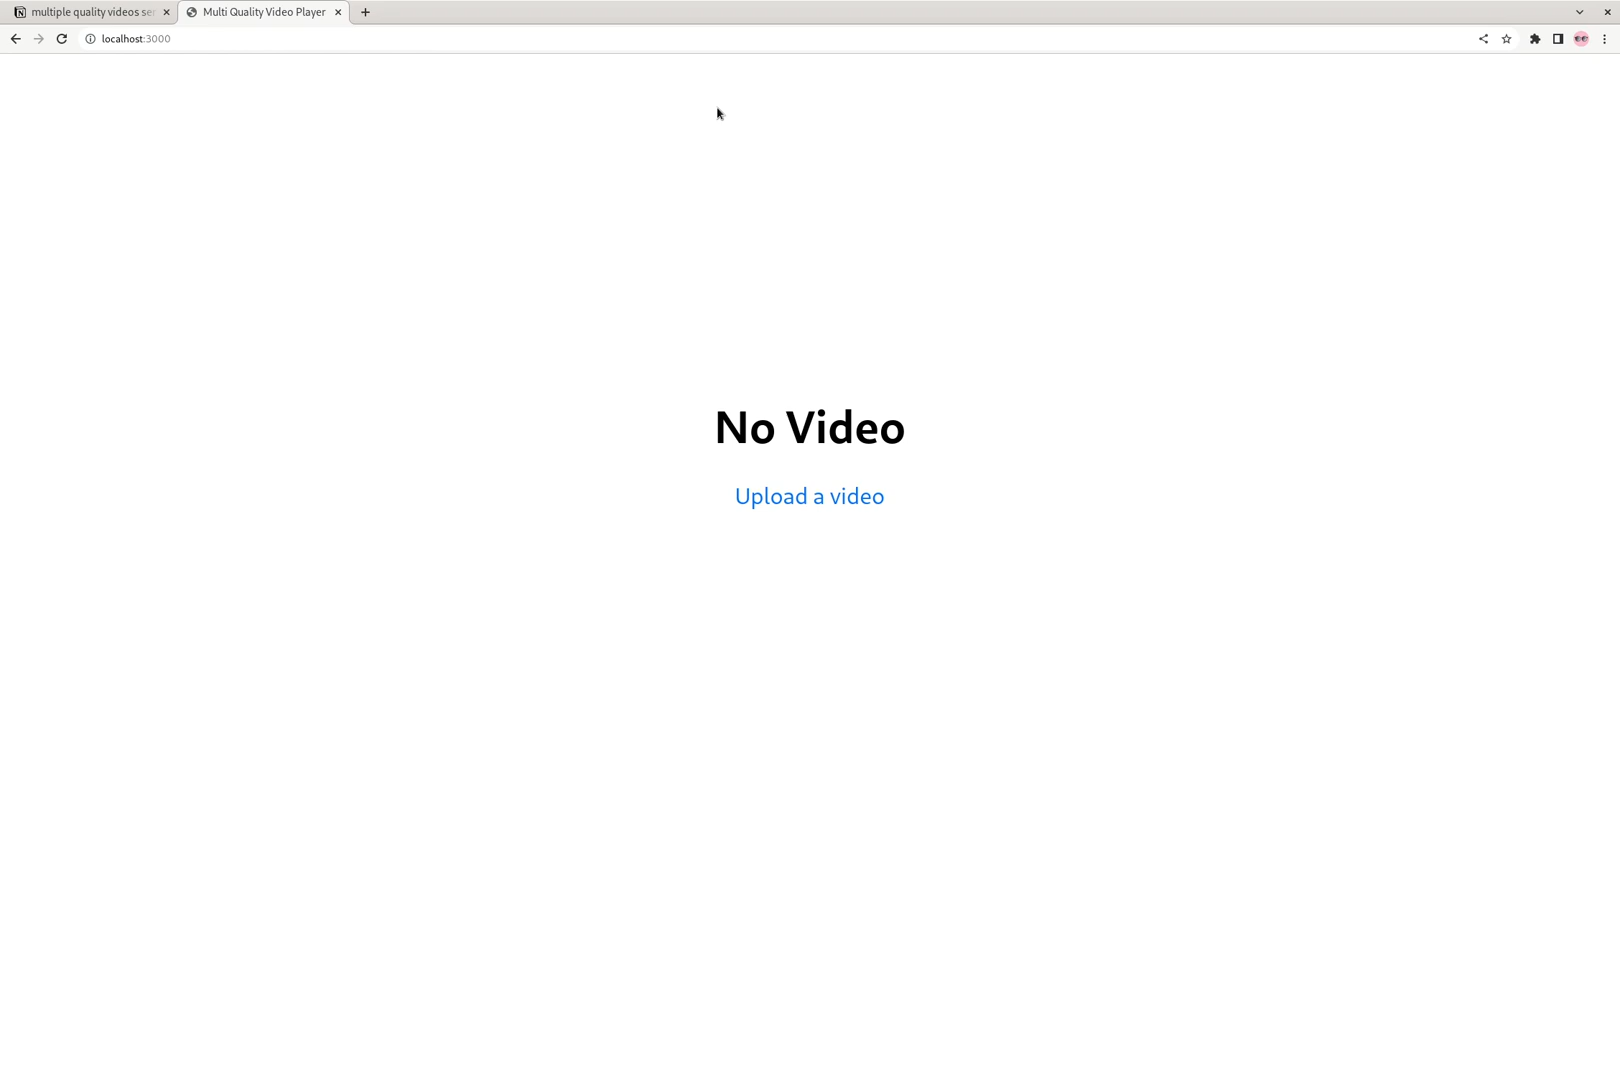 multiple quality videos se
Multi Quality Video Player
localhost:3000
No Video
Upload a video